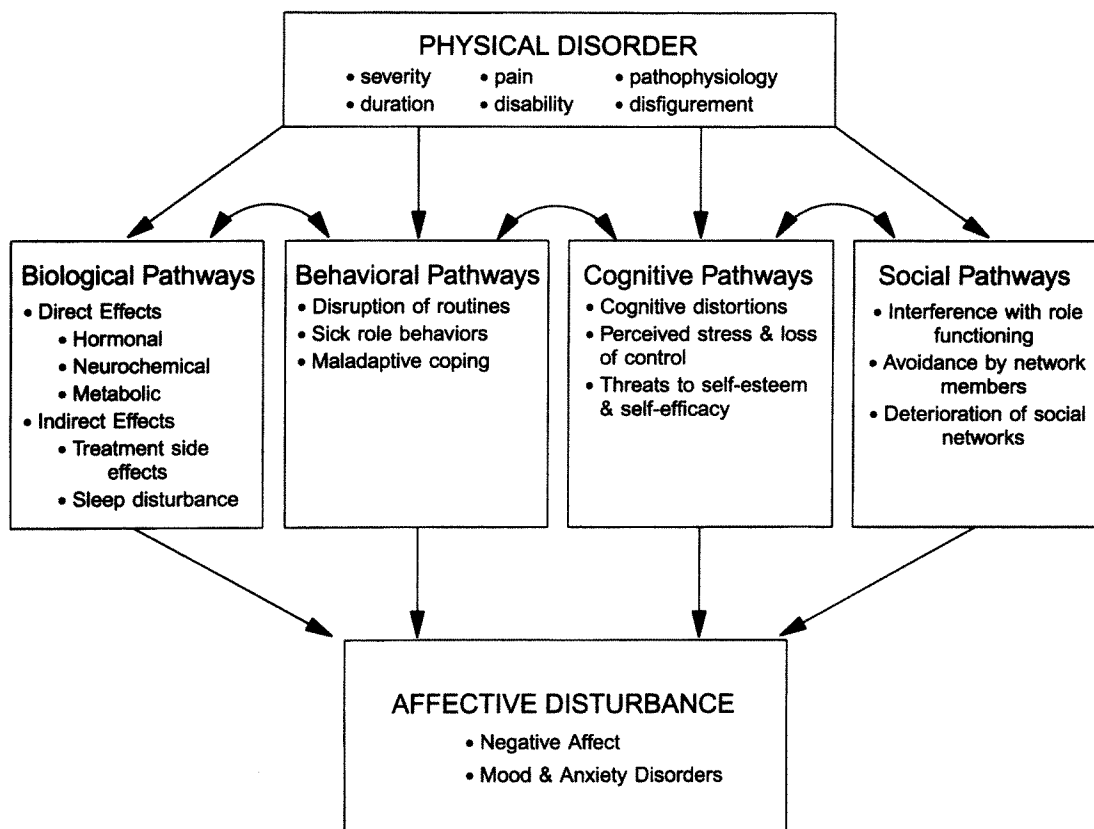 PHYSICAL DISORDER
• severity • pain • pathophysiology
• duration • disability • disfigurement
Biological Pathways
• Direct Effects
• Hormonal
• Neurochemical
• Metabolic
• Indirect Effects
• Treatment side
effects
• Sleep disturbance
Behavioral Pathways
• Disruption of routines
• Sick role behaviors
• Maladaptive coping
Cognitive Pathways
• Cognitive distortions
• Perceived stress & loss
of control
• Threats to self-esteem
& self-efficacy
Social Pathways
• Interference with role
functioning
• Avoidance by network
members
• Deterioration of social
networks
AFFECTIVE DISTURBANCE
• Negative Affect
• Mood & Anxiety Disorders